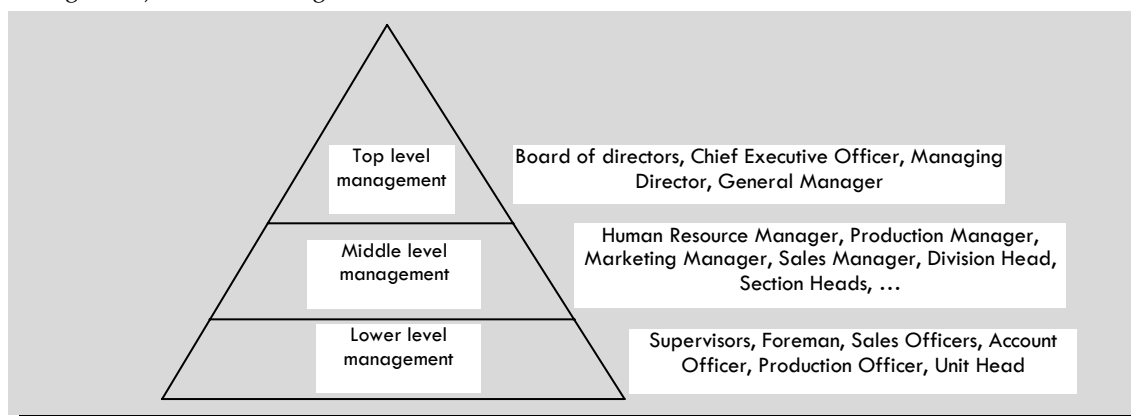 Top level
management
Board of directors, Chief Executive Officer, Managing
Director, General Manager
Middle level
management
Human Resource Manager, Production Manager,
Marketing Manager, Sales Manager, Division Head,
Section Heads, …
Lower level
management
Supervisors, Foreman, Sales Officers, Account
Officer, Production Officer, Unit Head